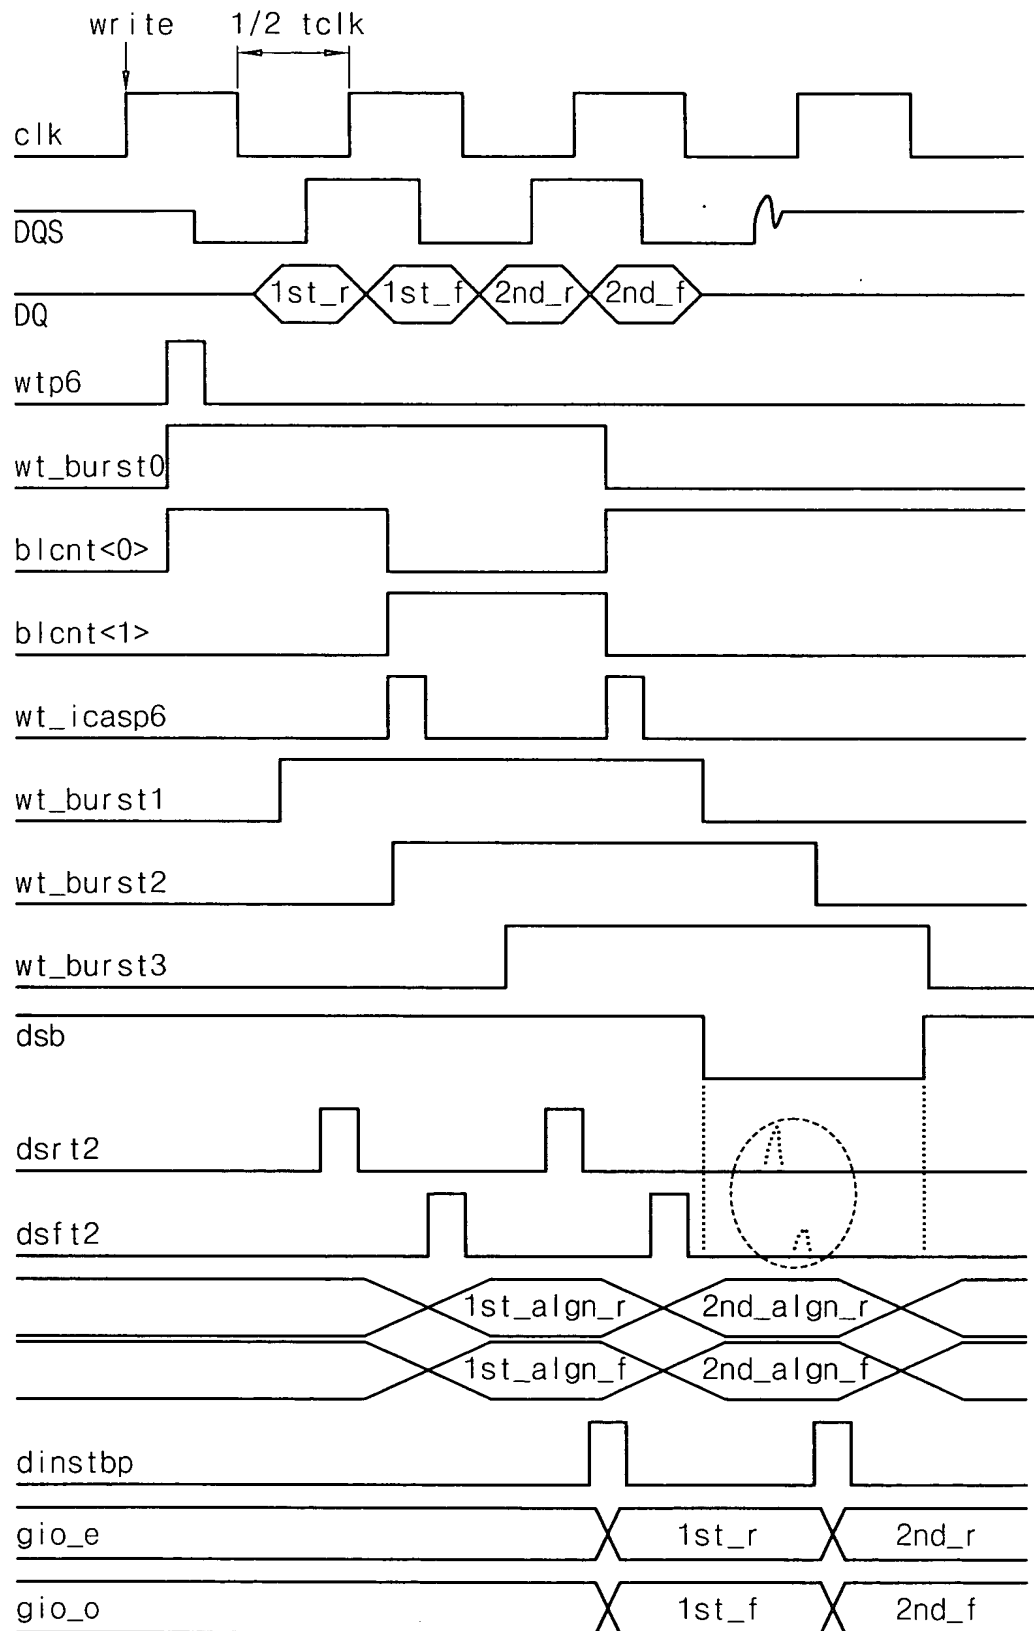 write 1/2 tclk
clk
DQS
1st_r 1st_f 2nd_r 2nd_f
DQ
wtp6
wt_burst0
blcnt<0>
blcnt<1>
wt_icasp6
wt_burst1
wt_burst2
wt_burst3
dsb
dsrt2
dsft2
1st_algn_r 2nd_algn_r
1st_algn_f 2nd_algn_f
dinstbp
gio_e 1st_r 2nd_r
gio_o 1st_f 2nd_f